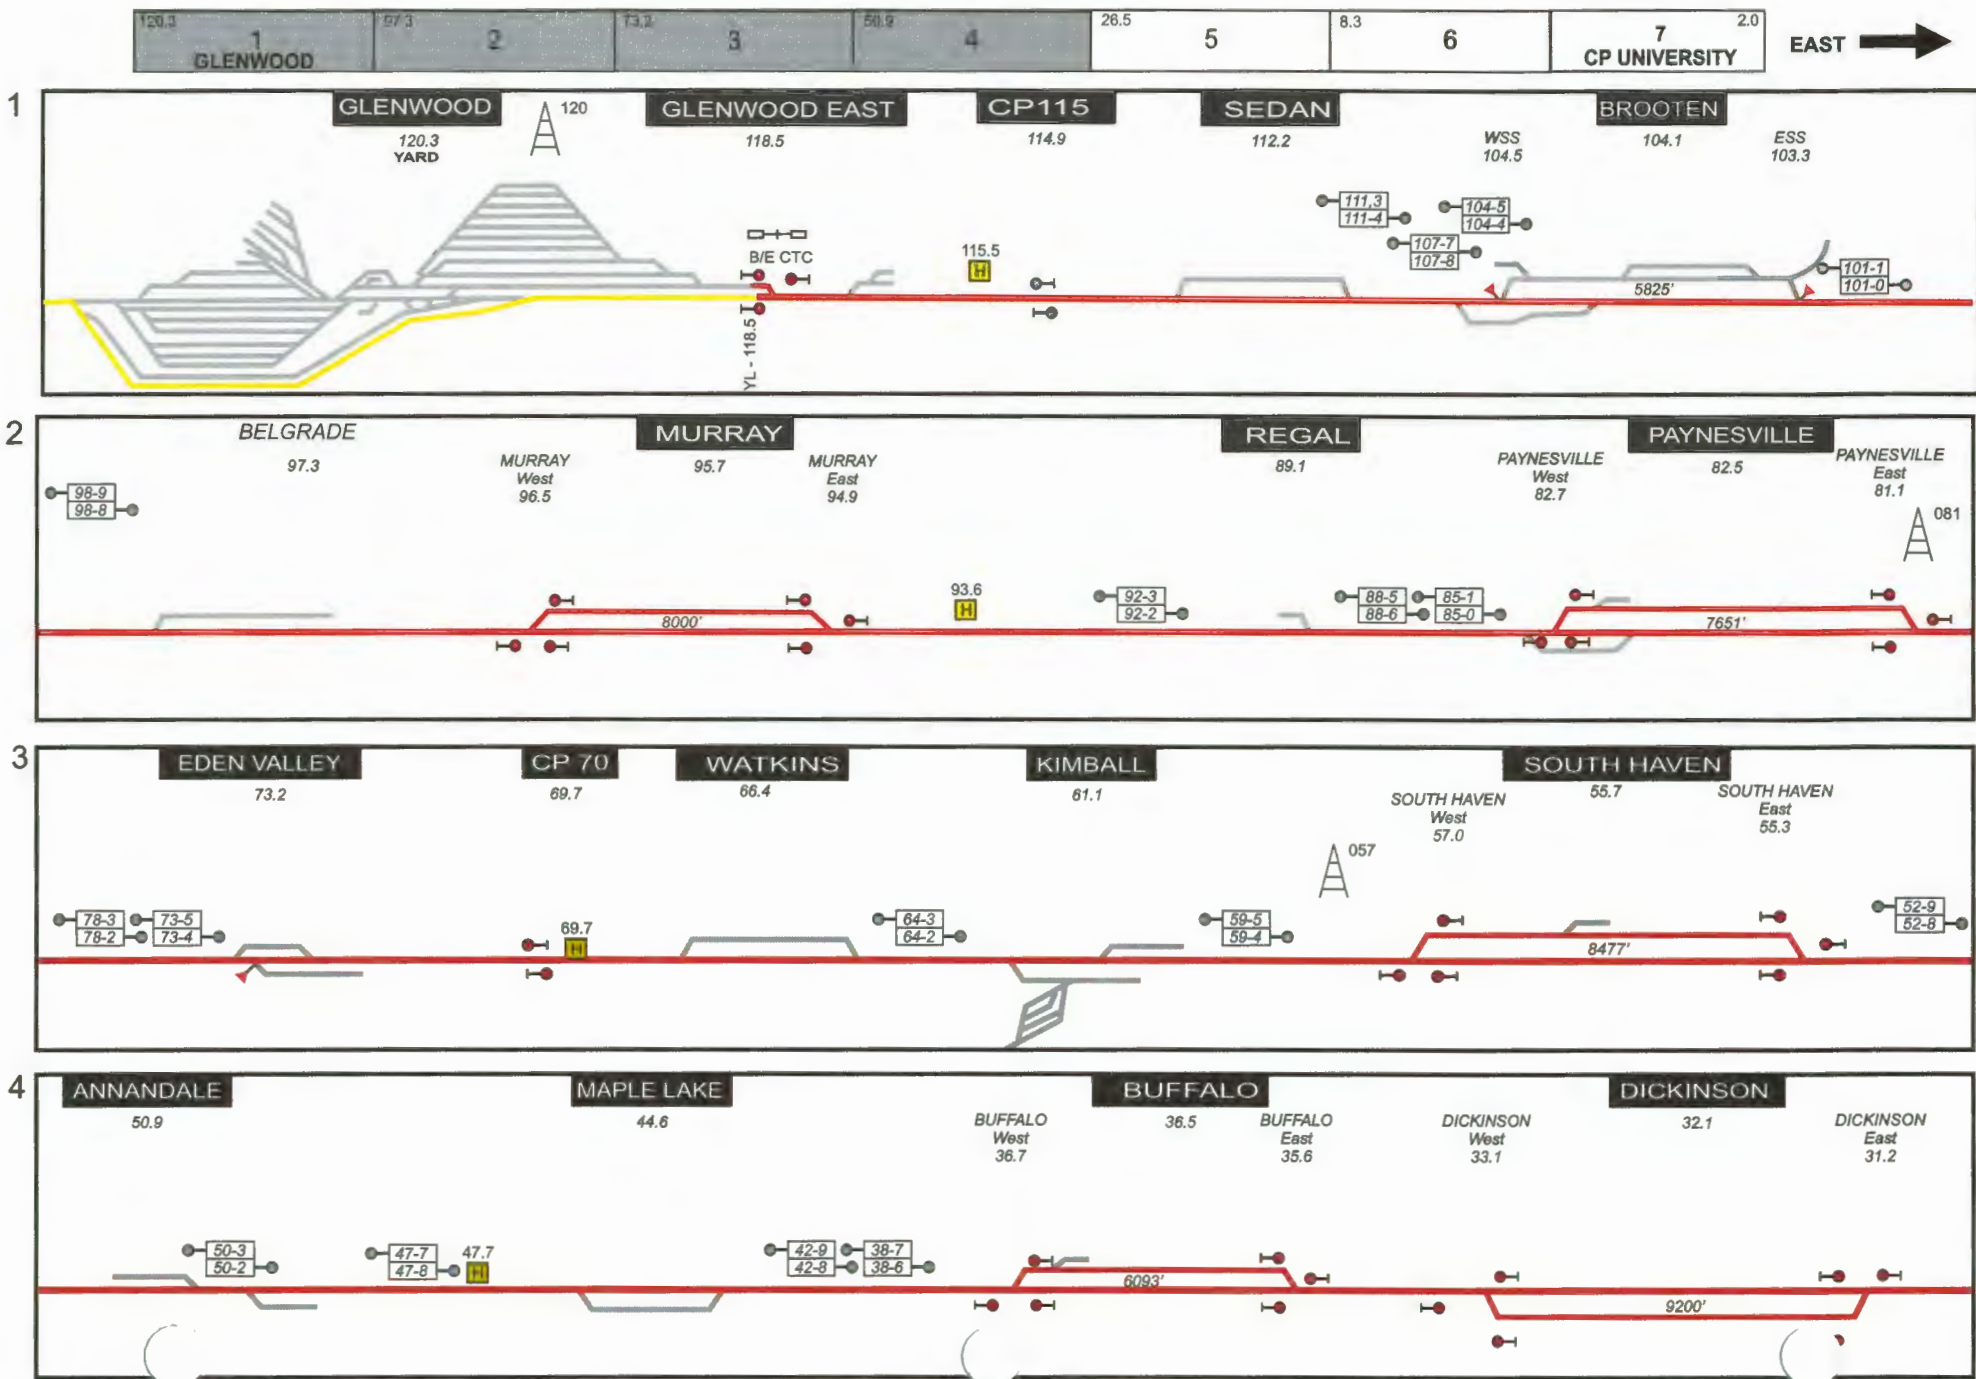 120.3 97.3 73.2 50.9 26.5 8.3 2.0
1 2 3 4 5 6 7
GLENWOOD CP UNIVERSITY EAST
1
GLENWOOD 120 GLENWOOD EAST CP115 SEDAN BROOTEN
120.3 118.5 114.9 112.2 WSS 104.1 ESS
YARD 104.5 103.3
111,3 104-5
111-4 104-4
B/E CTC 115.5 107-7 101-1
H 107-8 101-0
5825'
YL - 118.5
2
BELGRADE MURRAY REGAL PAYNESVILLE
97.3 MURRAY 95.7 MURRAY 89.1 PAYNESVILLE 82.5 PAYNESVILLE
West East West East
96.5 94.9 82.7 81.1
98-9
98-8
081
93.6 92-3 88-5 85-1
H 92-2 88-6 85-0
8000' 7651'
3
EDEN VALLEY CP 70 WATKINS KIMBALL SOUTH HAVEN
73.2 69.7 66.4 61.1 SOUTH HAVEN 55.7 SOUTH HAVEN
West East
57.0 55.3
057
78-3 73-5 69.7 64-3 59-5 52-9
78-2 73-4 H 64-2 59-4 52-8
8477'
4
ANNANDALE MAPLE LAKE BUFFALO DICKINSON
50.9 44.6 BUFFALO 36.5 BUFFALO DICKINSON 32.1 DICKINSON
West East West East
36.7 35.6 33.1 31.2
50-3 47-7 47.7 42-9 38-7
50-2 47-8 H 42-8 38-6
6093' 9200'